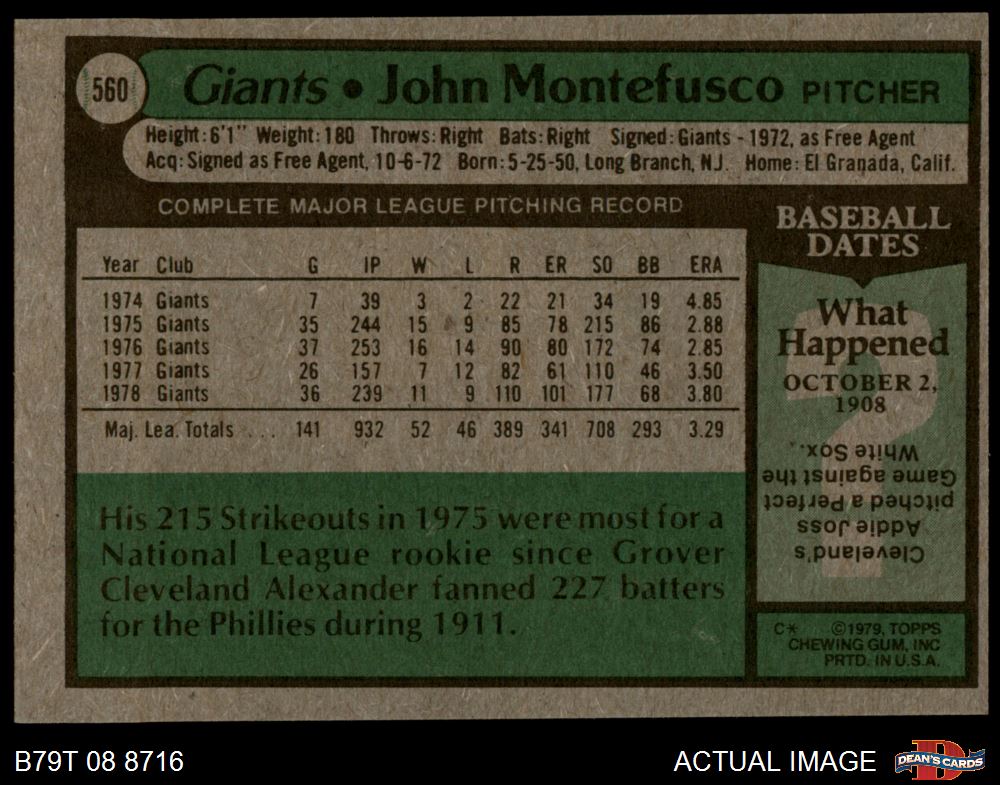 560
Giants • John Montefusco PITCHER
Height: 6'1" Weight: 180 Throws: Right Bats: Right Signed: Giants - 1972, as Free Agent
Acq: Signed as Free Agent, 10-6-72 Born: 5-25-50, Long Branch, N.J. Home: El Granada, Calif.
COMPLETE MAJOR LEAGUE PITCHING RECORD
Year Club G IP W L R ER SO BB ERA
1974 Giants 7 39 3 2 22 21 34 19 4.85
1975 Giants 35 244 15 9 85 78 215 86 2.88
1976 Giants 37 253 16 14 90 80 172 74 2.85
1977 Giants 26 157 7 12 82 61 110 46 3.50
1978 Giants 36 239 11 9 110 101 177 68 3.80
Maj. Lea. Totals . . . 141 932 52 46 389 341 708 293 3.29
His 215 Strikeouts in 1975 were most for a
National League rookie since Grover
Cleveland Alexander fanned 227 batters
for the Phillies during 1911.
BASEBALL
DATES
What
Happened
OCTOBER 2,
1908
Cleveland's
Addie Joss
pitched a Perfect
Game against the
White Sox..
C* ©1979, TOPPS
CHEWING GUM, INC
PRTD. IN U.S.A.
B79T 08 8716
ACTUAL IMAGE
DEAN'S CARDS